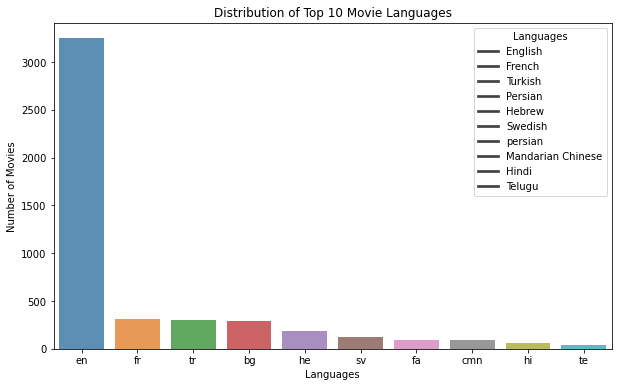 Distribution of Top 10 Movie Languages
Number of Movies
3000
2500
2000
1500
1000
500
0
Languages
English
French
Turkish
Persian
Hebrew
Swedish
persian
Mandarian Chinese
Hindi
Telugu
en fr tr bg he sv fa cmn hi te
Languages